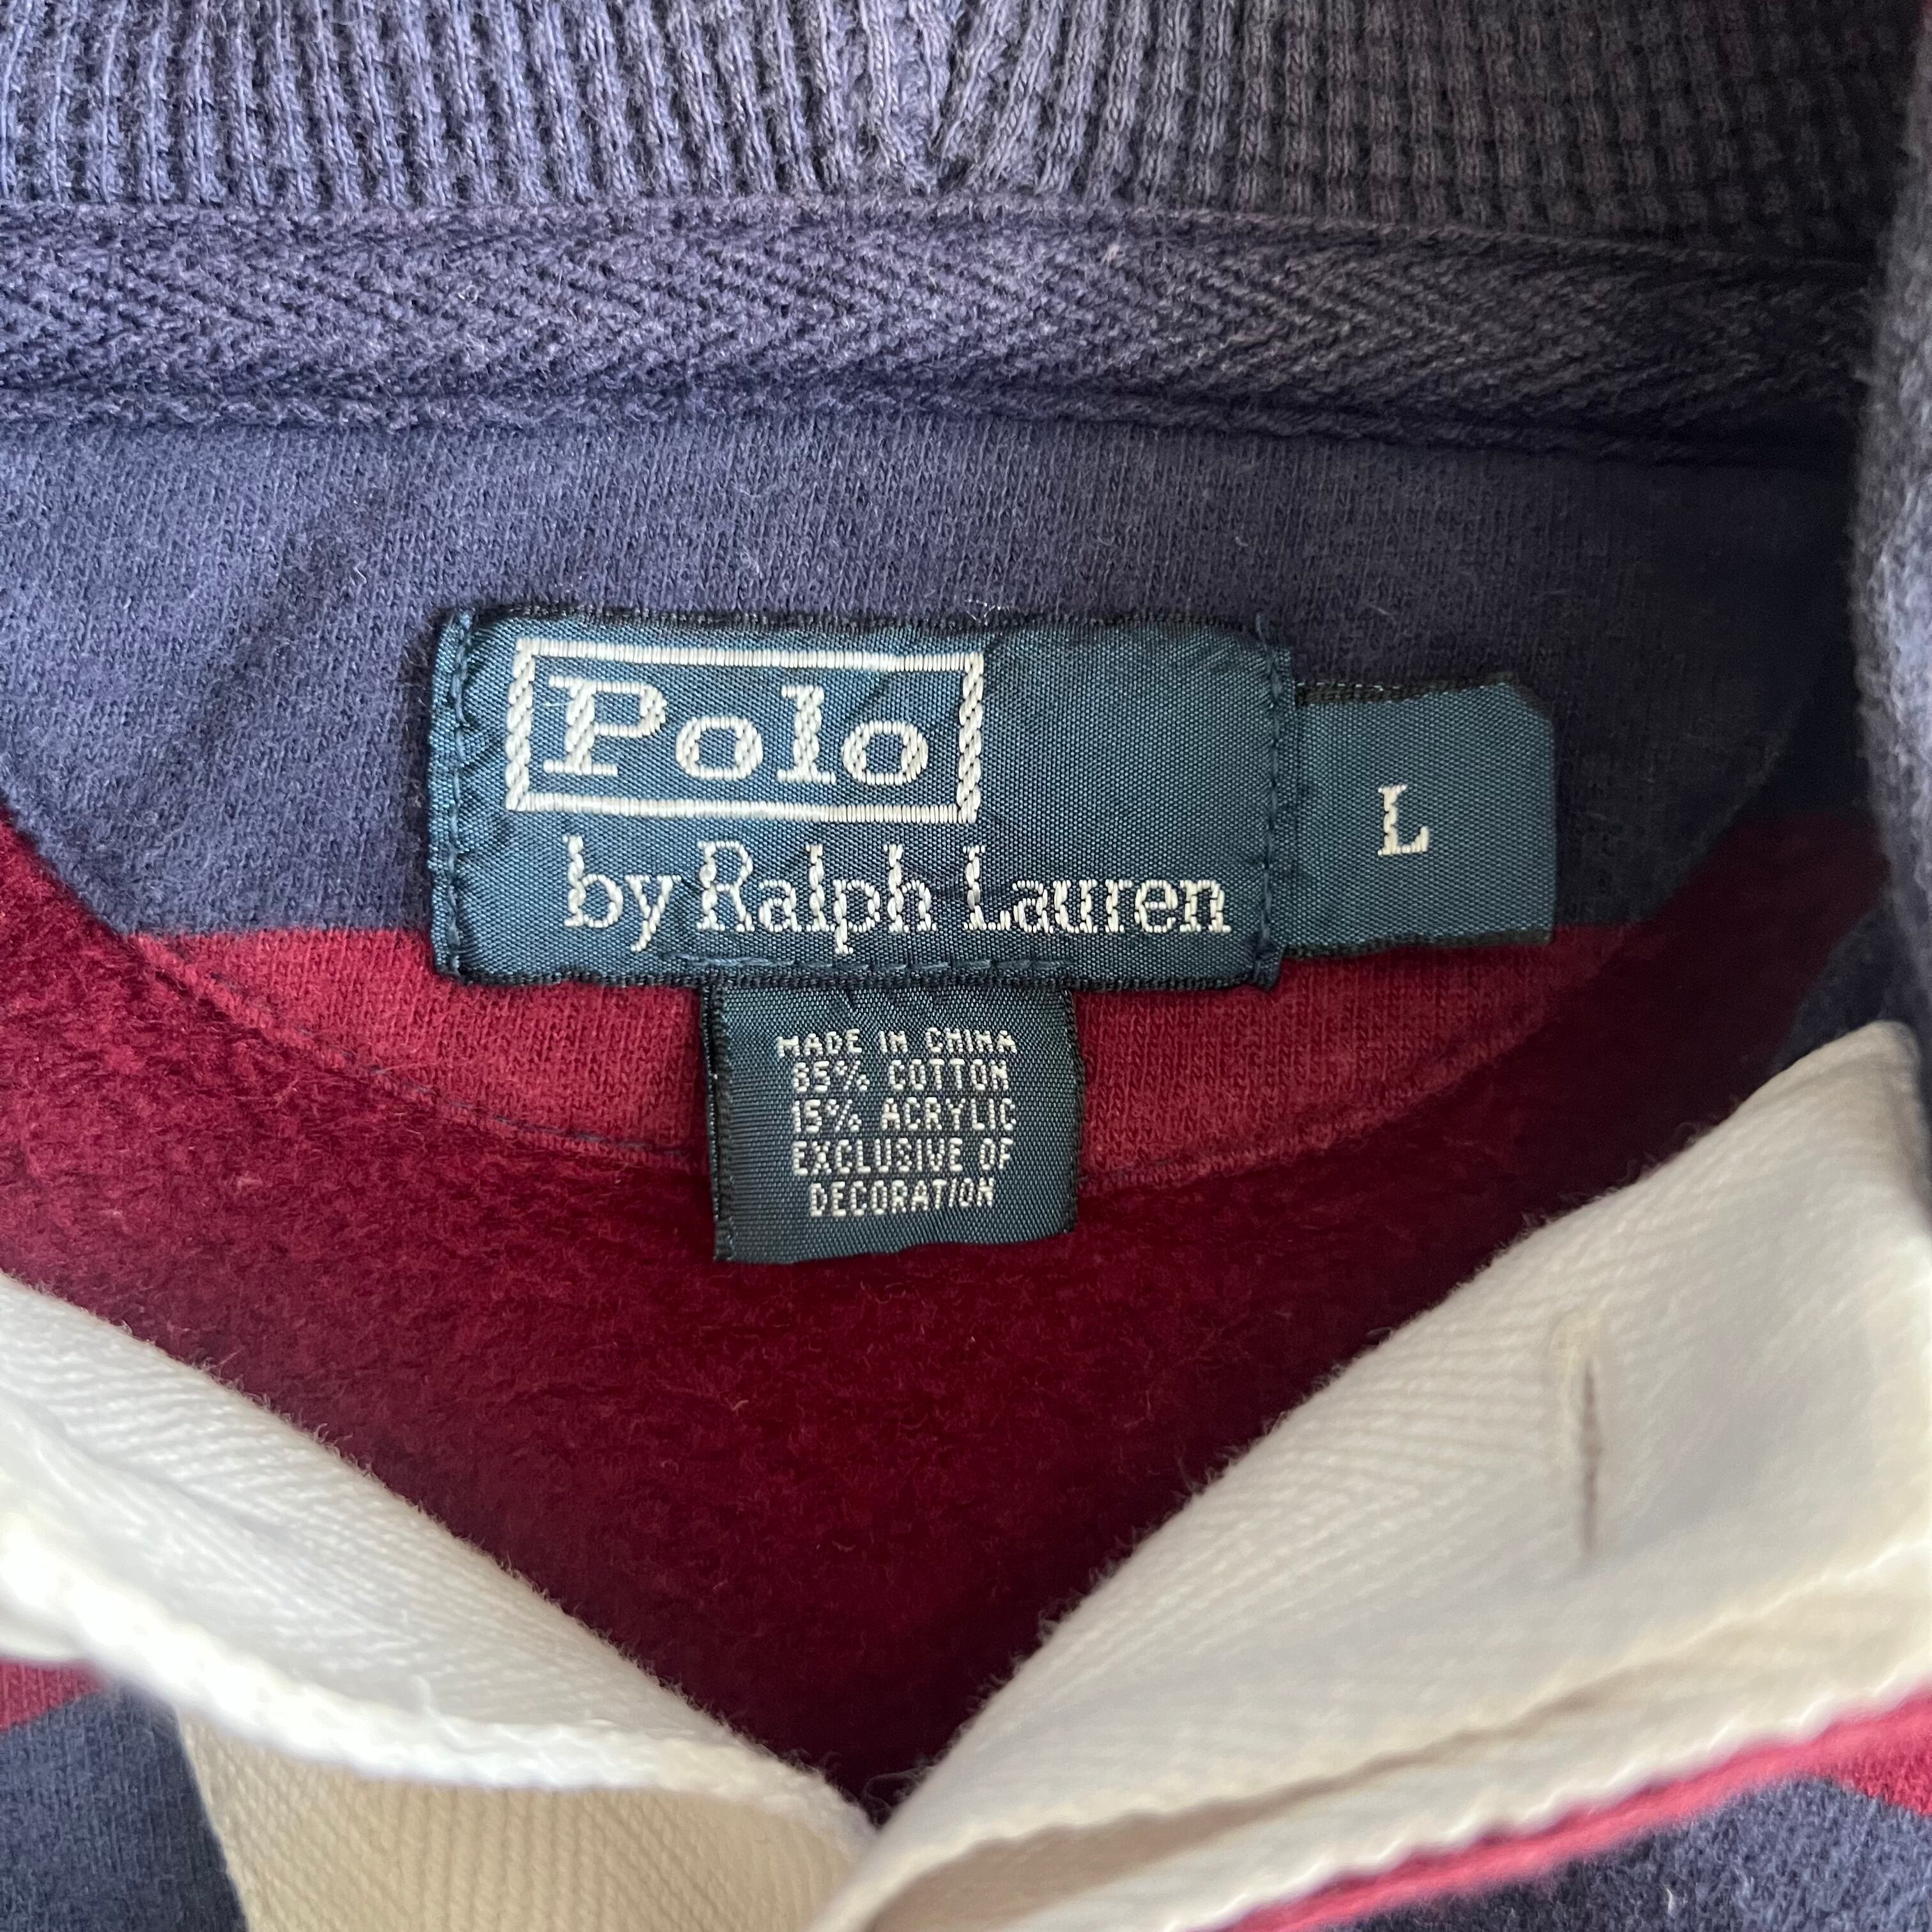 Polo
by Ralph Lauren
L
MADE IN CHINA
85% COTTON
15% ACRYLIC
EXCLUSIVE OF
DECORATION